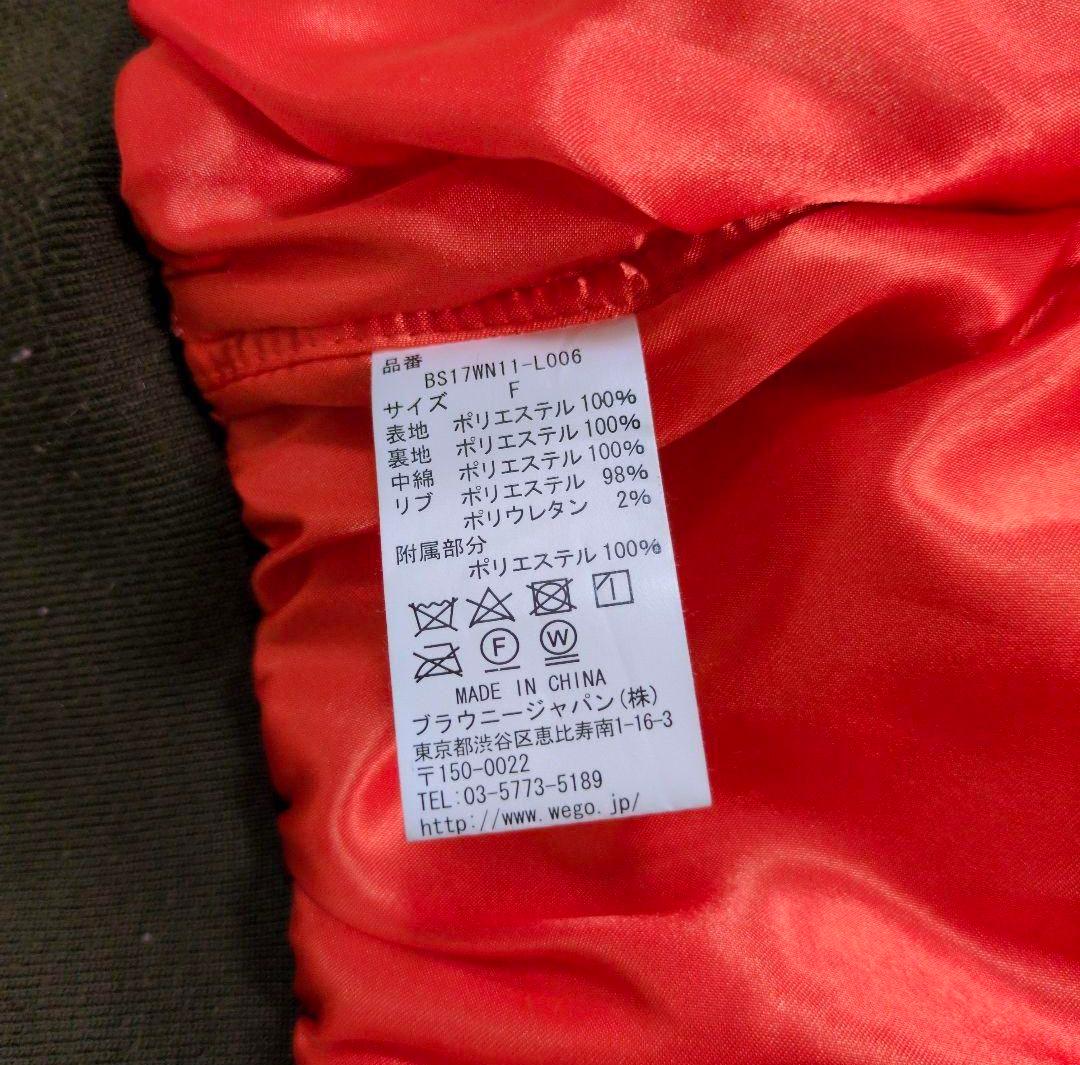 品番
BS17WN11-L006
サイズ F
表地 ポリエステル 100%
裏地 ポリエステル 100%
中綿 ポリエステル 100%
リブ ポリエステル 98%
ポリウレタン 2%
附属部分
ポリエステル 100%
F W
MADE IN CHINA
ブラウニージャパン(株)
東京都渋谷区恵比寿南1-16-3
〒150-0022
TEL:03-5773-5189
http://www.wego.jp/